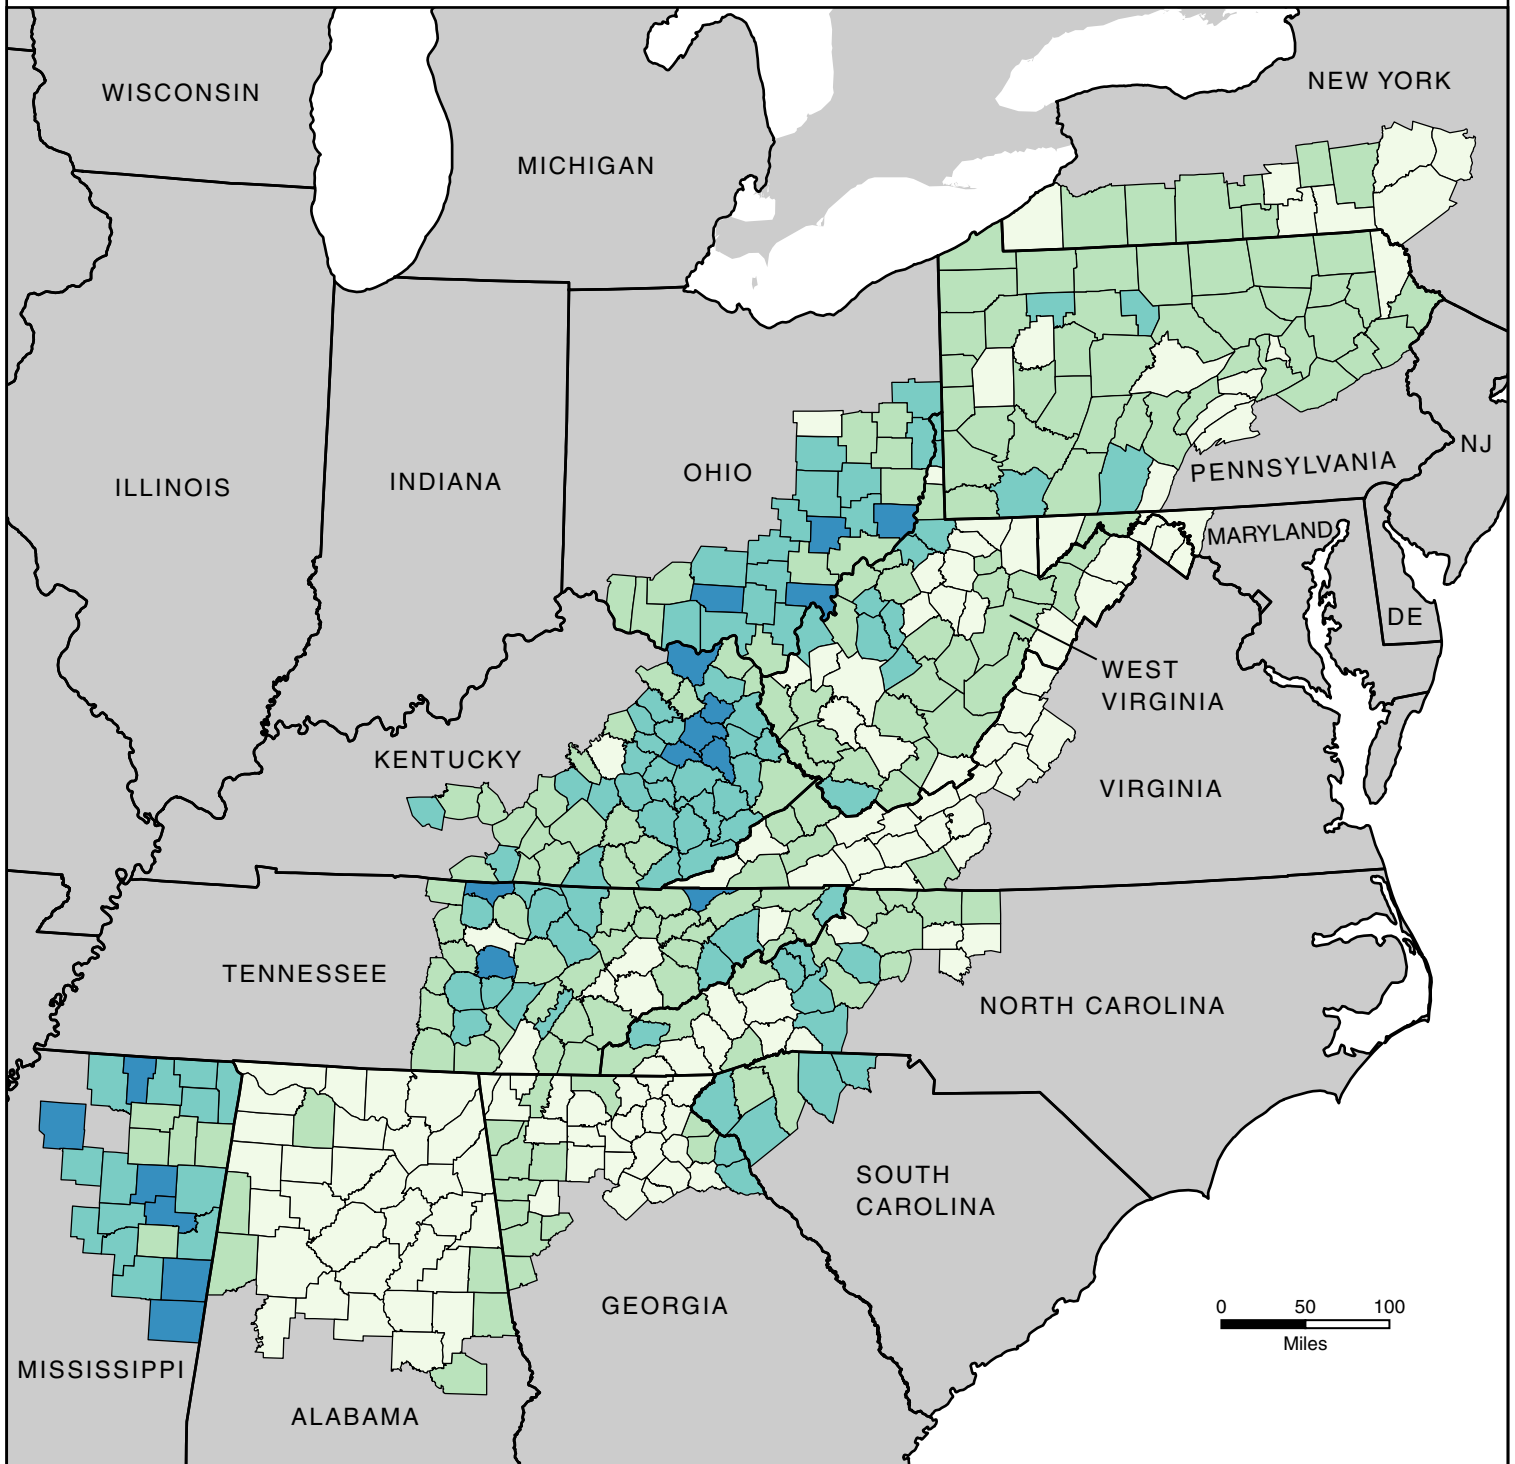 WISCONSIN
NEW YORK
MICHIGAN
OHIO
NJ
PENNSYLVANIA
ILLINOIS
INDIANA
MARYLAND
DE
WEST
VIRGINIA
KENTUCKY
VIRGINIA
TENNESSEE
NORTH CAROLINA
SOUTH
CAROLINA
GEORGIA
0 50 100
Miles
MISSISSIPPI
ALABAMA